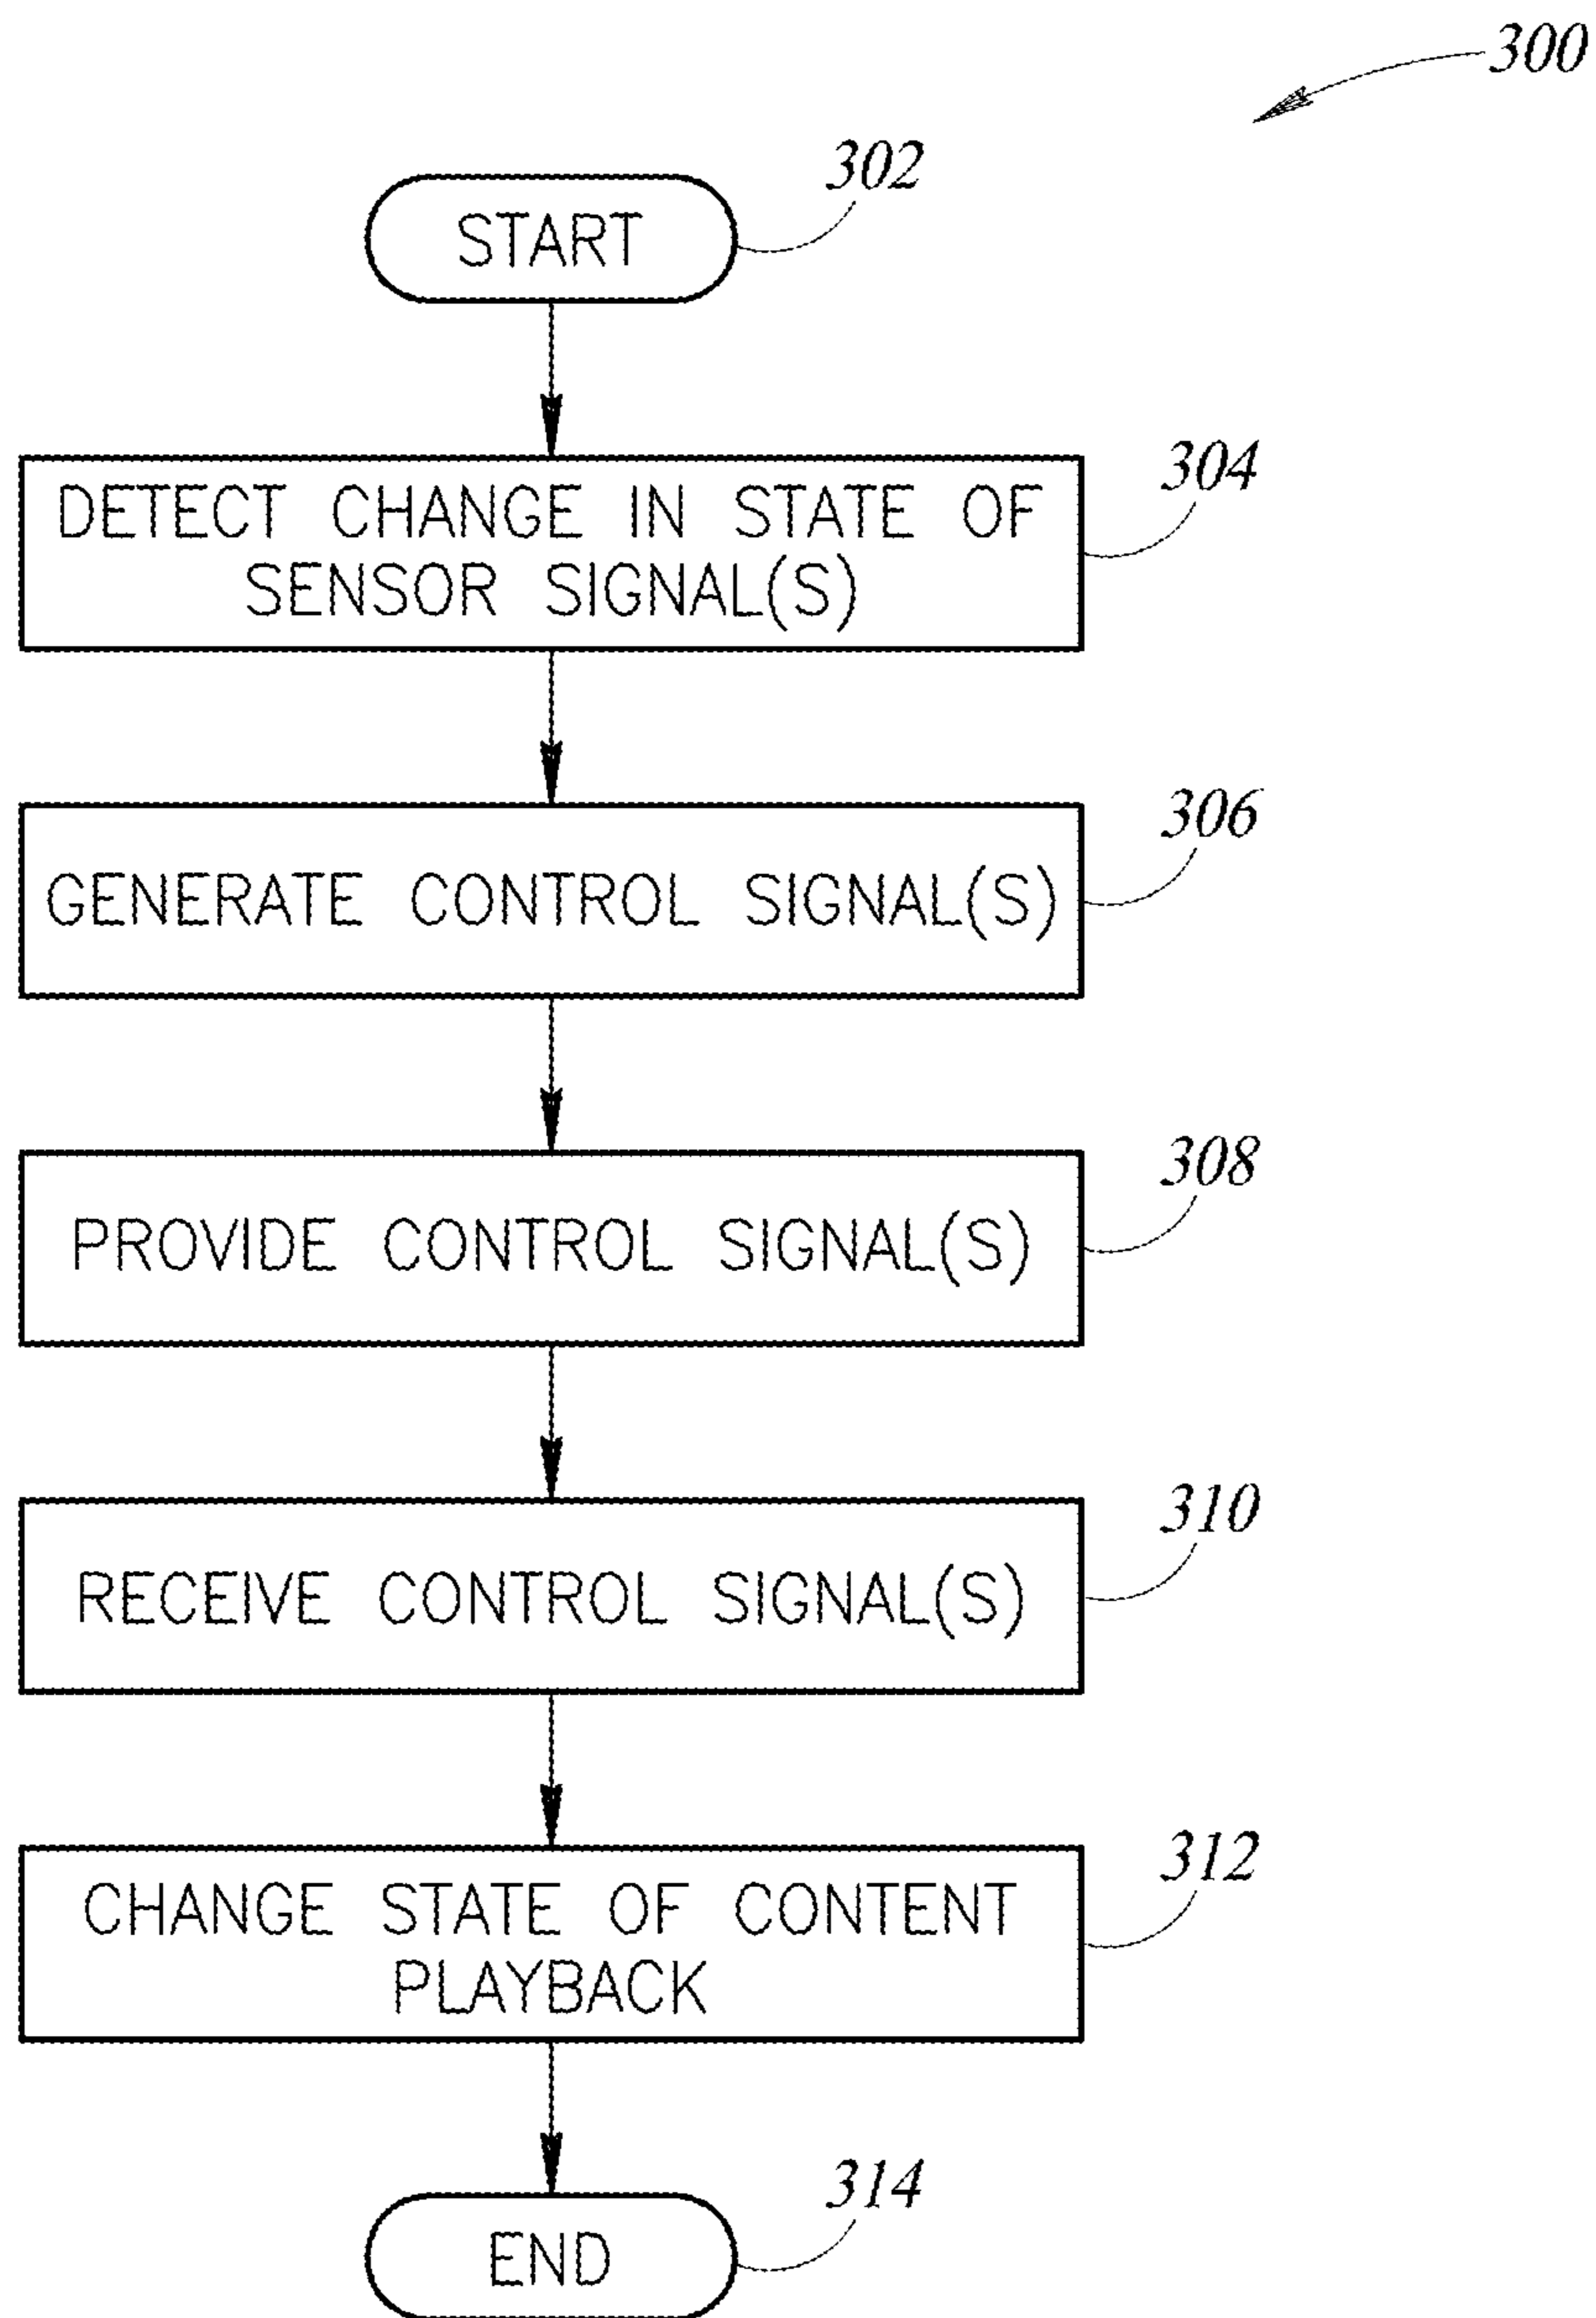 300
302
START
304
DETECT CHANGE IN STATE OF
SENSOR SIGNAL(S)
306
GENERATE CONTROL SIGNAL(S)
308
PROVIDE CONTROL SIGNAL(S)
310
RECEIVE CONTROL SIGNAL(S)
312
CHANGE STATE OF CONTENT
PLAYBACK
314
END